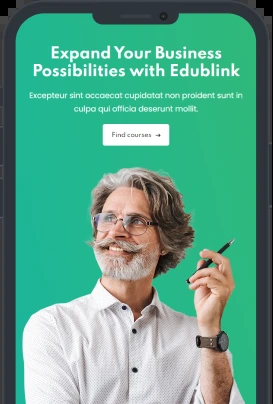 Expand Your Business
Possibilities with Edublink
Excepteur sint occaecat cupidatat non proident sunt in
culpa qui officia deserunt mollit.
Find courses →